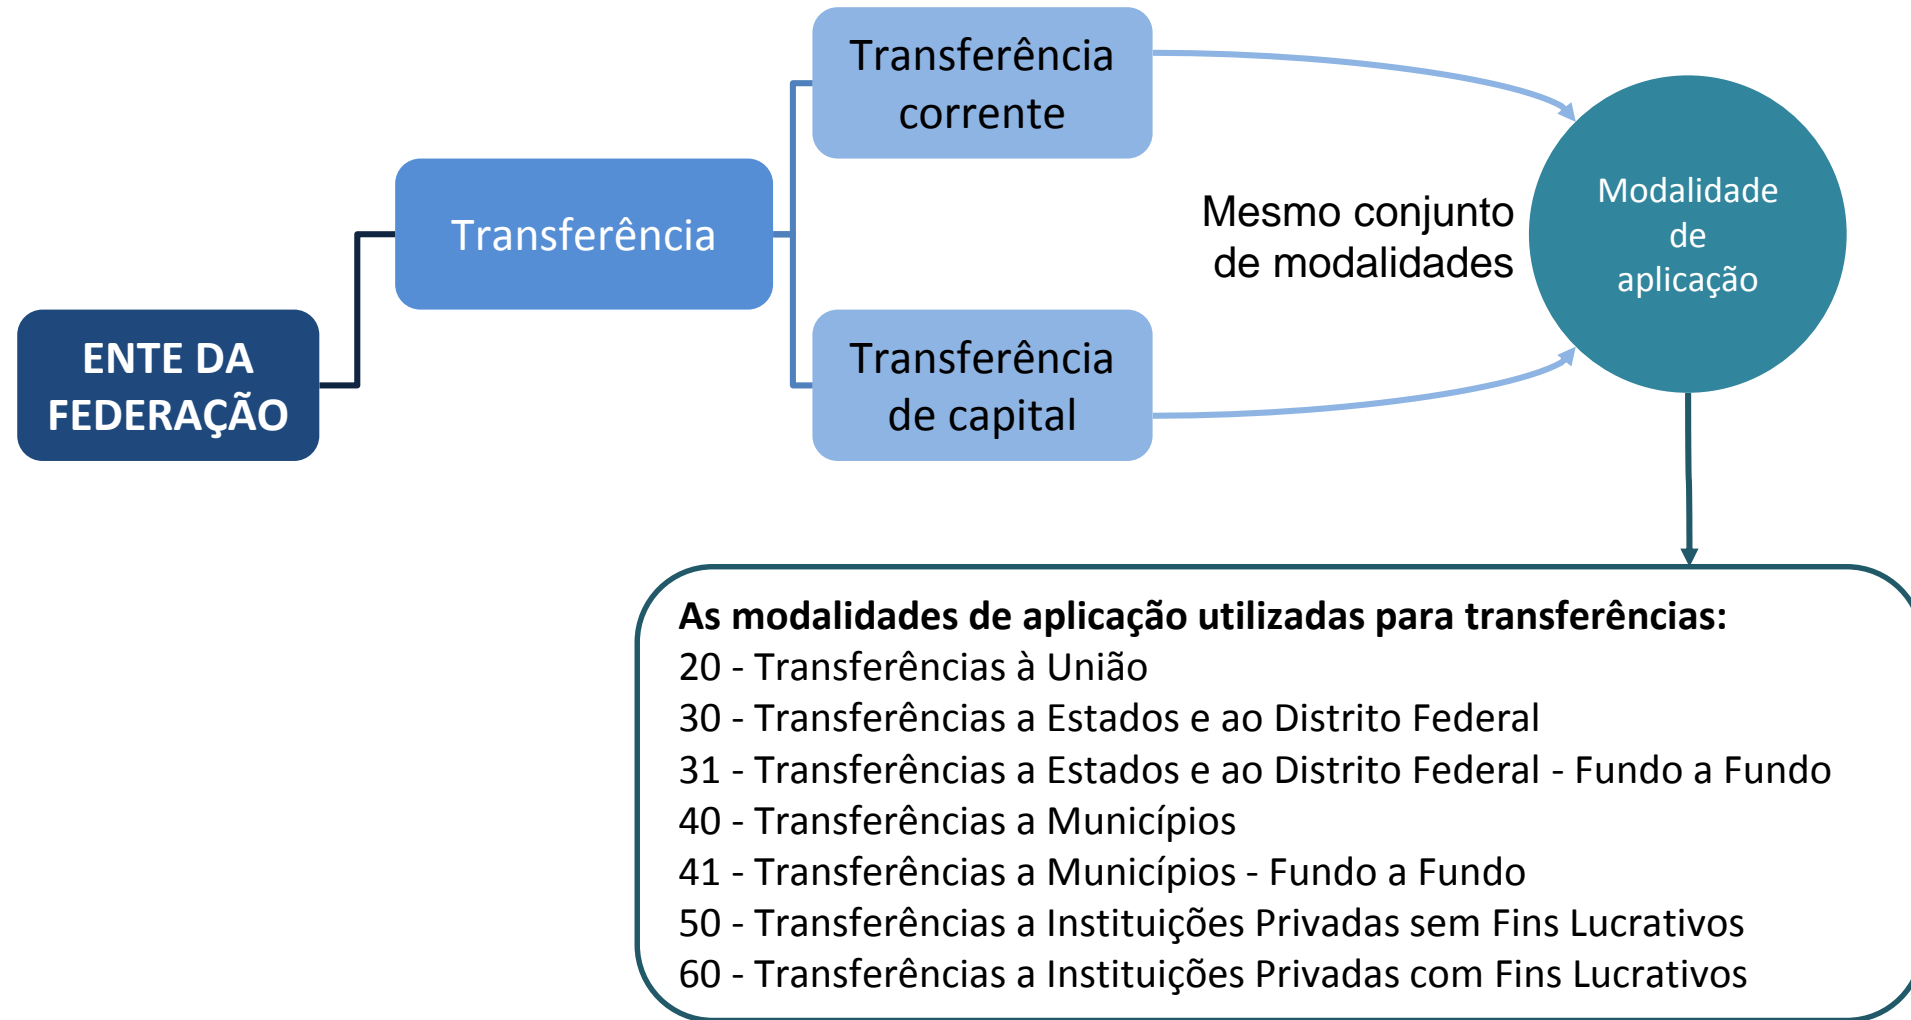 Transferência
corrente
Transferência
Mesmo conjunto
de modalidades
Modalidade
de
aplicação
ENTE DA
FEDERAÇÃO
Transferência
de capital
As modalidades de aplicação utilizadas para transferências:
20 - Transferências à União
30 - Transferências a Estados e ao Distrito Federal
31 - Transferências a Estados e ao Distrito Federal - Fundo a Fundo
40 - Transferências a Municípios
41 - Transferências a Municípios - Fundo a Fundo
50 - Transferências a Instituições Privadas sem Fins Lucrativos
60 - Transferências a Instituições Privadas com Fins Lucrativos